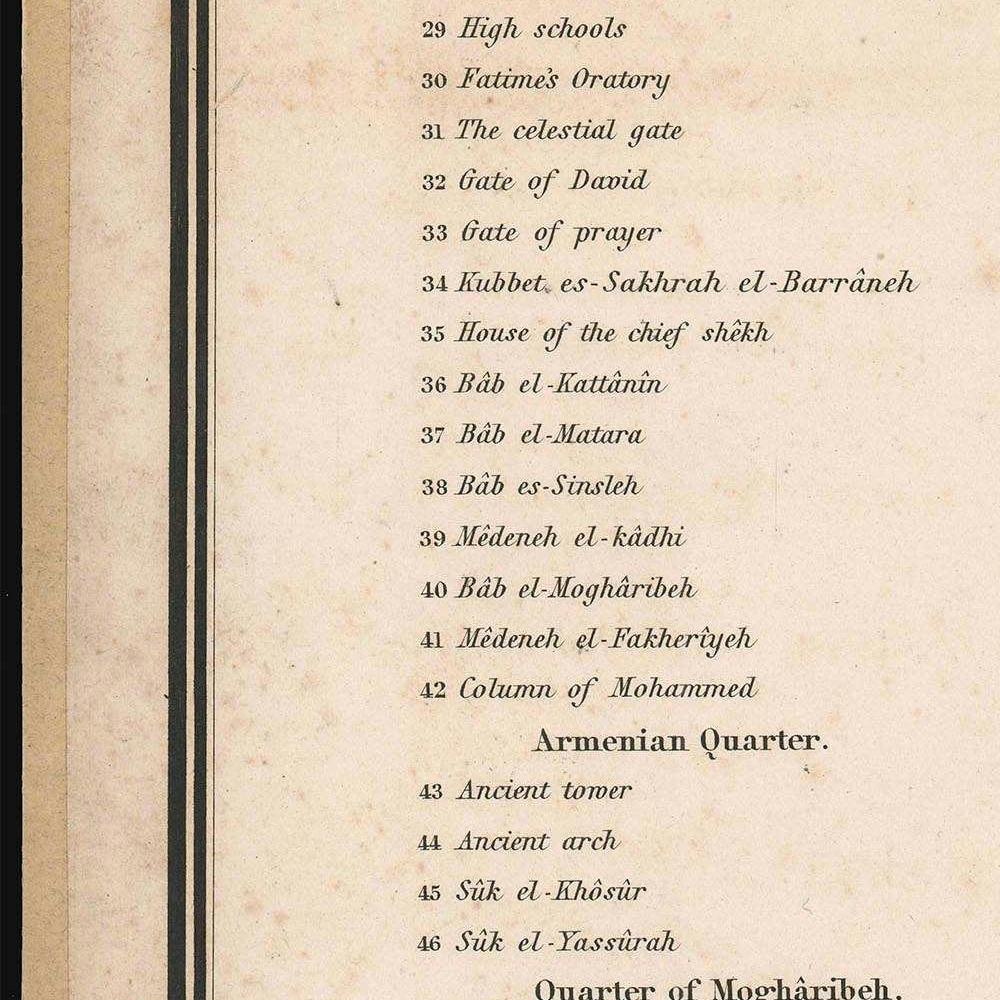 29 High schools
30 Fatime's Oratory
31 The celestial gate
32 Gate of David
33 Gate of prayer
34 Kubbet es-Sakhrah el-Barrâneh
35 House of the chief shêkh
36 Bâb el-Kattânîn
37 Bâb el-Matara
38 Bâb es-Sinsleh
39 Mêdeneh el-kâdhi
40 Bâb el-Moghâribeh
41 Mêdeneh el-Fakherîyeh
42 Column of Mohammed
Armenian Quarter.
43 Ancient tower
44 Ancient arch
45 Sûk el-Khôsûr
46 Sûk el-Yassûrah
Quarter of Moghâribeh.